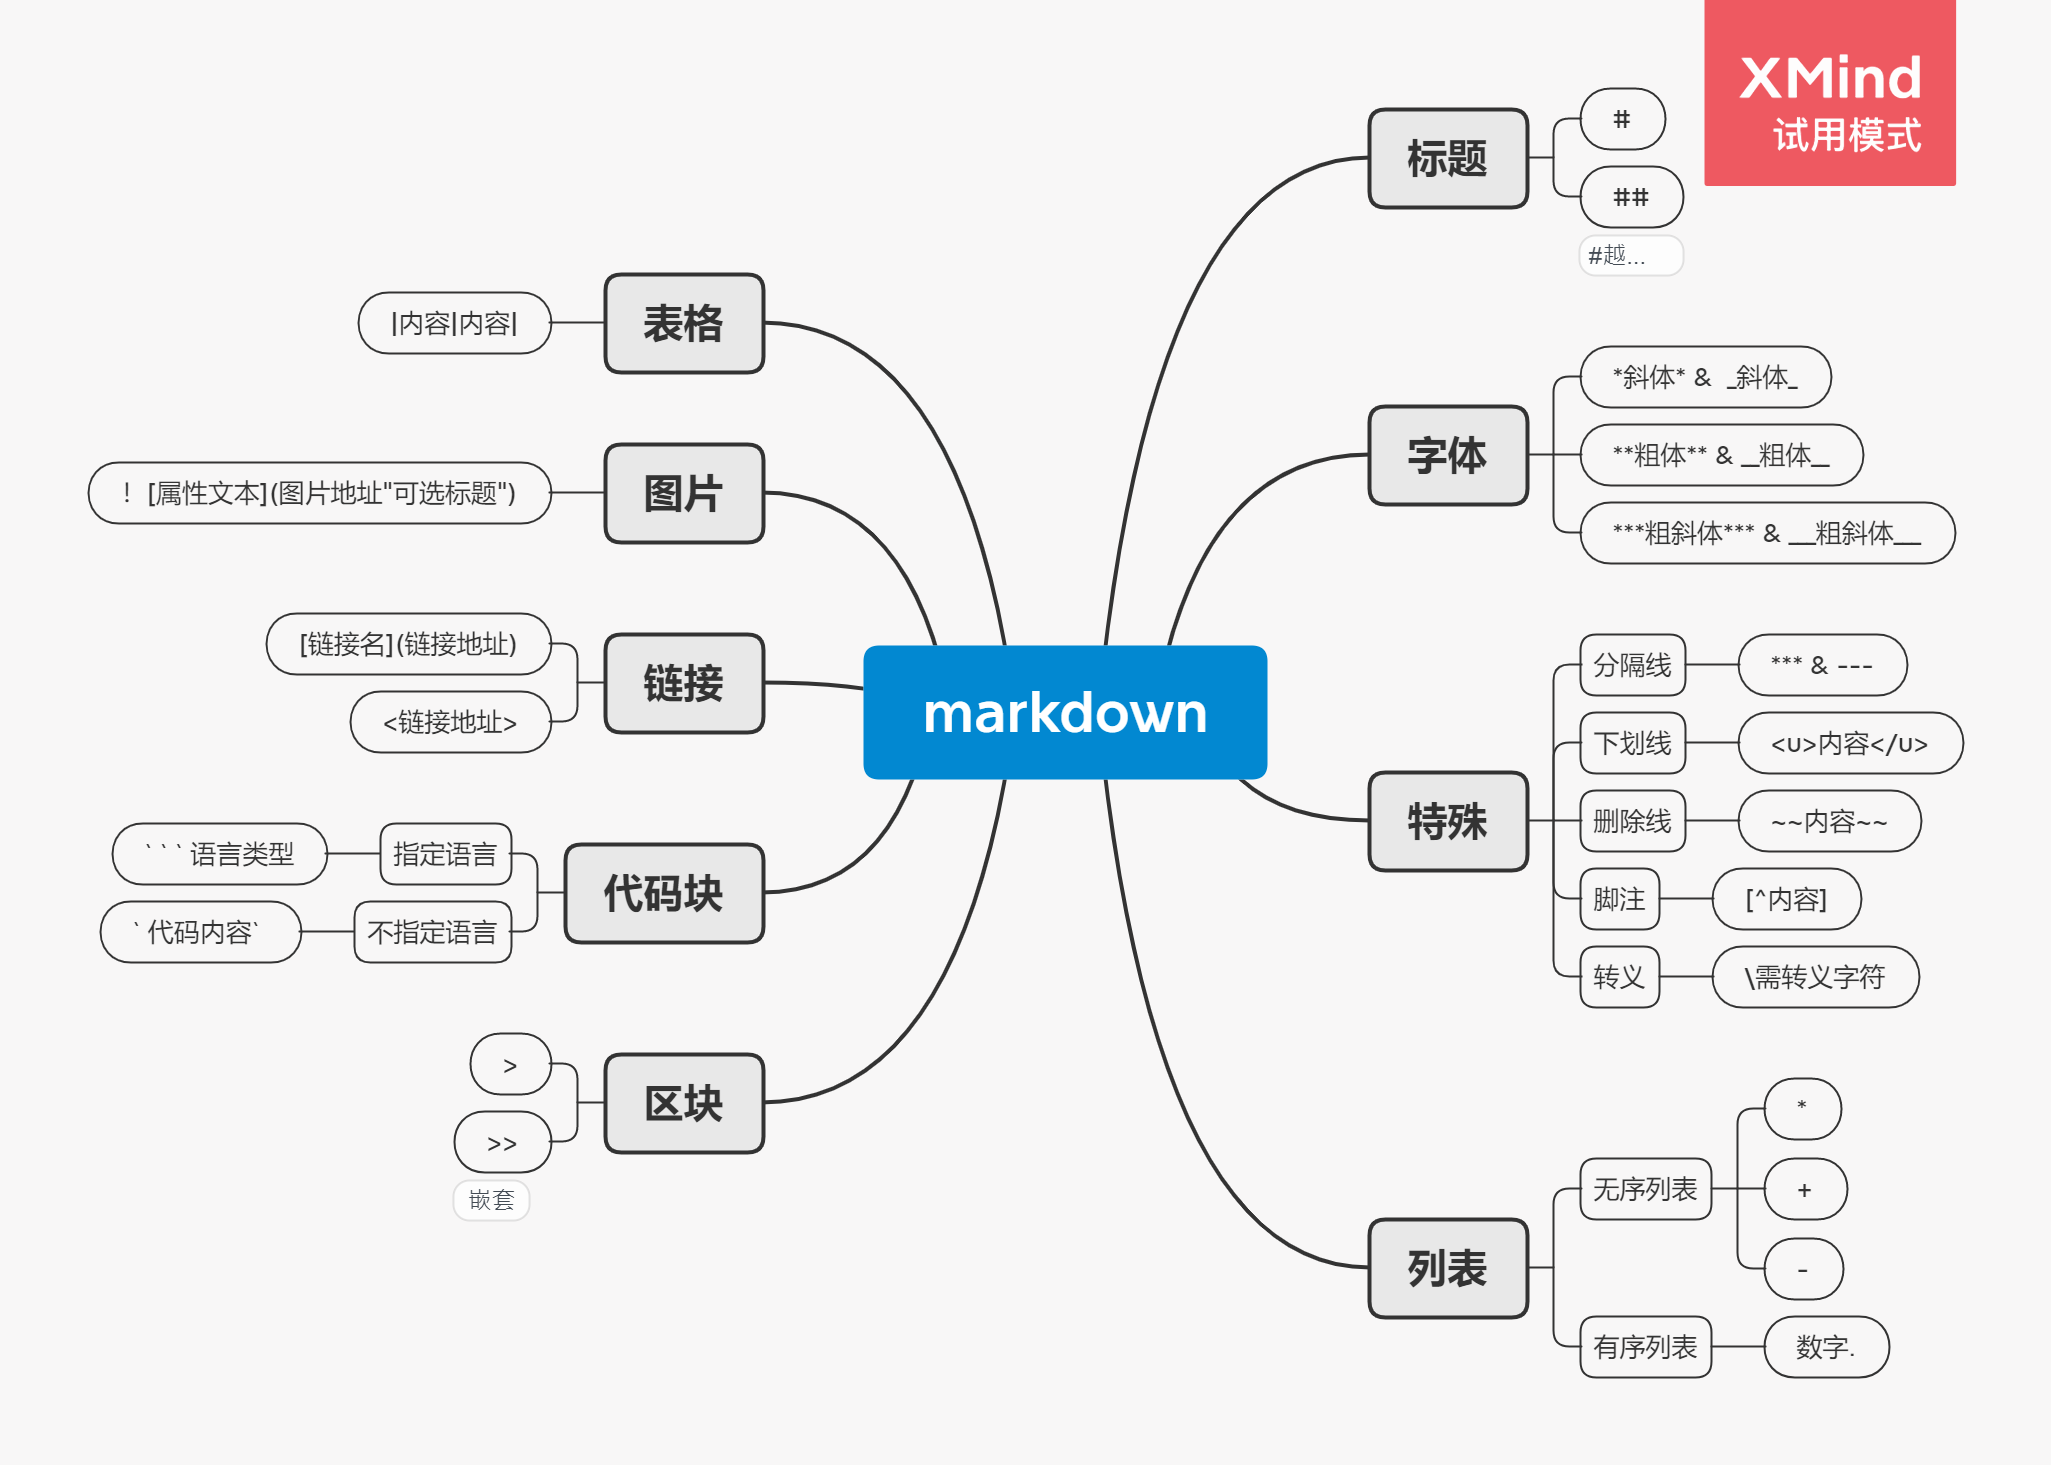 XMind
试用模式
markdown
标题
#
##
#越...
字体
*斜体* & _斜体_
**粗体** & __粗体__
***粗斜体*** & ___粗斜体___
特殊
分隔线
*** & ---
下划线
<u>内容</u>
删除线
~~内容~~
脚注
[^内容]
转义
\需转义字符
列表
无序列表
*
+
-
有序列表
数字.
表格
|内容|内容|
图片
！[属性文本](图片地址"可选标题")
链接
[链接名](链接地址)
<链接地址>
代码块
指定语言
` ` ` 语言类型
不指定语言
` 代码内容`
区块
>
>>
嵌套